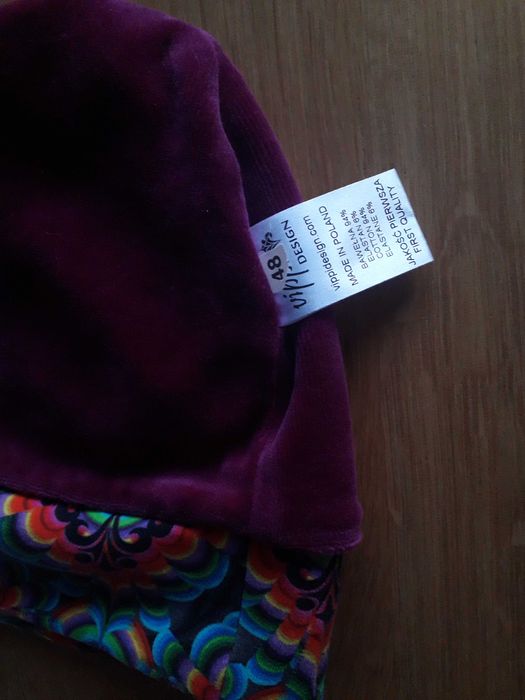 vippi
48
DESIGN
vippidesign.com
MADE IN POLAND
BAWEŁNA 94%
ELASTAN 6%
COTTON 94%
ELASTANE 6%
JAKOŚĆ PIERWSZA
FIRST QUALITY